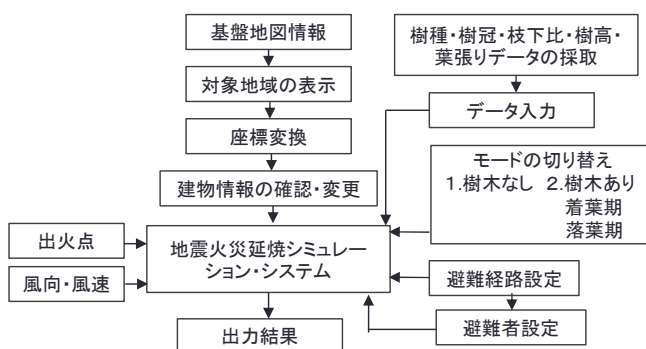 基盤地図情報
対象地域の表示
座標変換
建物情報の確認・変更
樹種・樹冠・枝下比・樹高・
葉張りデータの採取
データ入力
モードの切り替え
1.樹木なし 2.樹木あり
着葉期
落葉期
出火点
風向・風速
地震火災延焼シミュレー
ション・システム
避難経路設定
避難者設定
出力結果